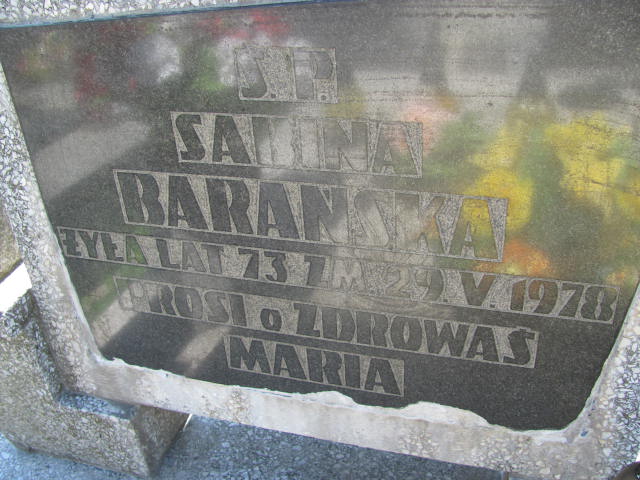 Ś.P.
SABINA
BARAŃSKA
ŻYŁA LAT 73 ZM. 29.V.1978
PROSI o ZDROWAŚ
MARIA